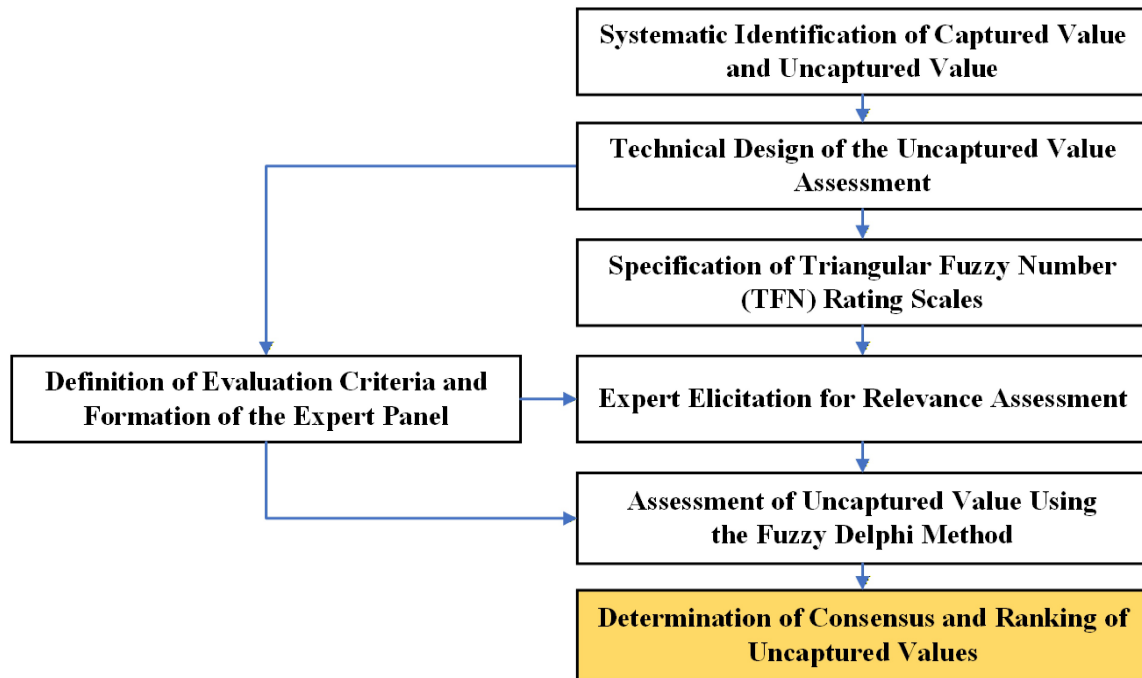 Systematic Identification of Captured Value
and Uncaptured Value
Technical Design of the Uncaptured Value
Assessment
Specification of Triangular Fuzzy Number
(TFN) Rating Scales
Definition of Evaluation Criteria and
Formation of the Expert Panel
Expert Elicitation for Relevance Assessment
Assessment of Uncaptured Value Using
the Fuzzy Delphi Method
Determination of Consensus and Ranking of
Uncaptured Values